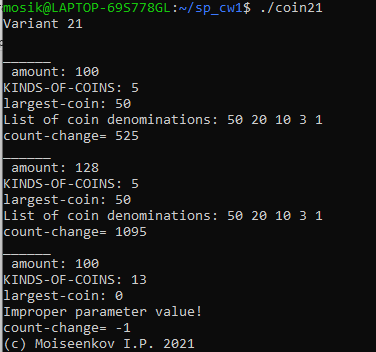 mosik@LAPTOP-69S778GL:~/sp_cw1$ ./coin21
Variant 21
______
 amount: 100
KINDS-OF-COINS: 5
largest-coin: 50
List of coin denominations: 50 20 10 3 1
count-change= 525
______
 amount: 128
KINDS-OF-COINS: 5
largest-coin: 50
List of coin denominations: 50 20 10 3 1
count-change= 1095
______
 amount: 100
KINDS-OF-COINS: 13
largest-coin: 0
Improper parameter value!
count-change= -1
(c) Moiseenkov I.P. 2021